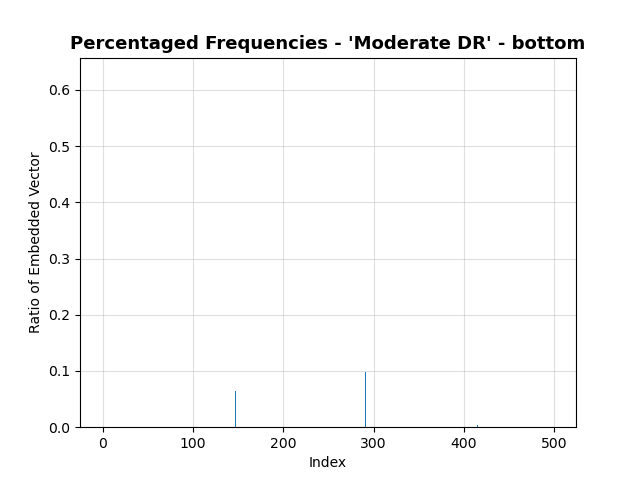 Percentaged Frequencies - 'Moderate DR' - bottom
Ratio of Embedded Vector
0.6
0.5
0.4
0.3
0.2
0.1
0.0
0 100 200 300 400 500
Index